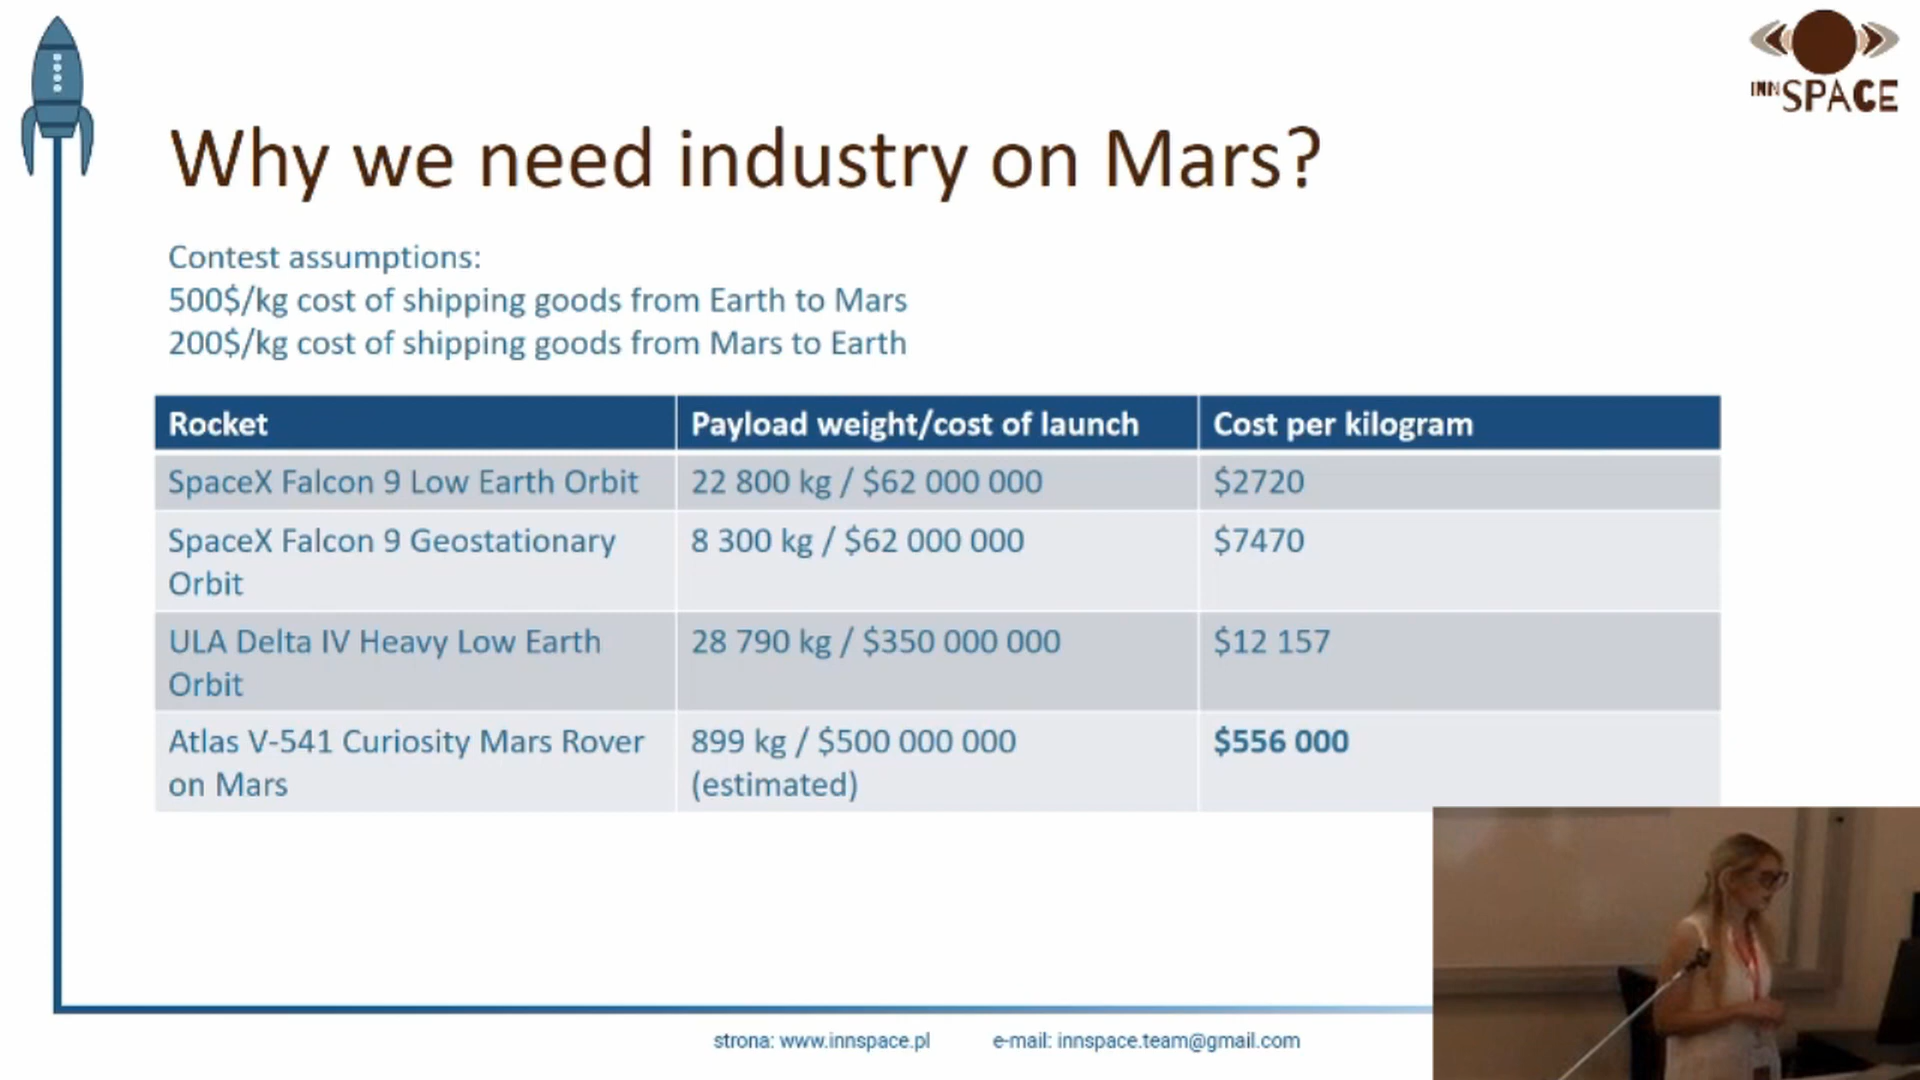 INNSPACE
Why we need industry on Mars?
Contest assumptions:
500$/kg cost of shipping goods from Earth to Mars
200$/kg cost of shipping goods from Mars to Earth
Rocket Payload weight/cost of launch Cost per kilogram
SpaceX Falcon 9 Low Earth Orbit 22 800 kg / $62 000 000 $2720
SpaceX Falcon 9 Geostationary 8 300 kg / $62 000 000 $7470
Orbit
ULA Delta IV Heavy Low Earth 28 790 kg / $350 000 000 $12 157
Orbit
Atlas V-541 Curiosity Mars Rover 899 kg / $500 000 000 $556 000
on Mars (estimated)
strona: www.innspace.pl e-mail: innspace.team@gmail.com